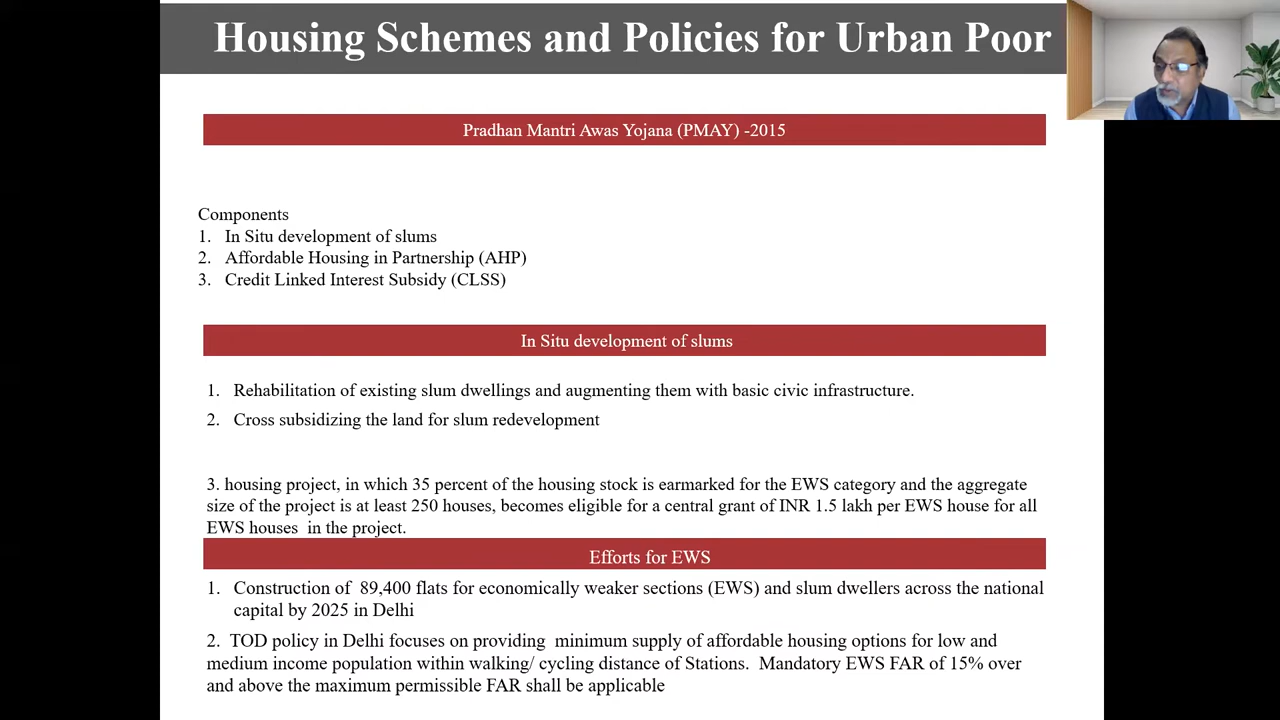 Housing Schemes and Policies for Urban Poor
Pradhan Mantri Awas Yojana (PMAY) -2015
Components
1. In Situ development of slums
2. Affordable Housing in Partnership (AHP)
3. Credit Linked Interest Subsidy (CLSS)
In Situ development of slums
1. Rehabilitation of existing slum dwellings and augmenting them with basic civic infrastructure.
2. Cross subsidizing the land for slum redevelopment
3. housing project, in which 35 percent of the housing stock is earmarked for the EWS category and the aggregate
size of the project is at least 250 houses, becomes eligible for a central grant of INR 1.5 lakh per EWS house for all
EWS houses in the project.
Efforts for EWS
1. Construction of 89,400 flats for economically weaker sections (EWS) and slum dwellers across the national
capital by 2025 in Delhi
2. TOD policy in Delhi focuses on providing minimum supply of affordable housing options for low and
medium income population within walking/ cycling distance of Stations. Mandatory EWS FAR of 15% over
and above the maximum permissible FAR shall be applicable